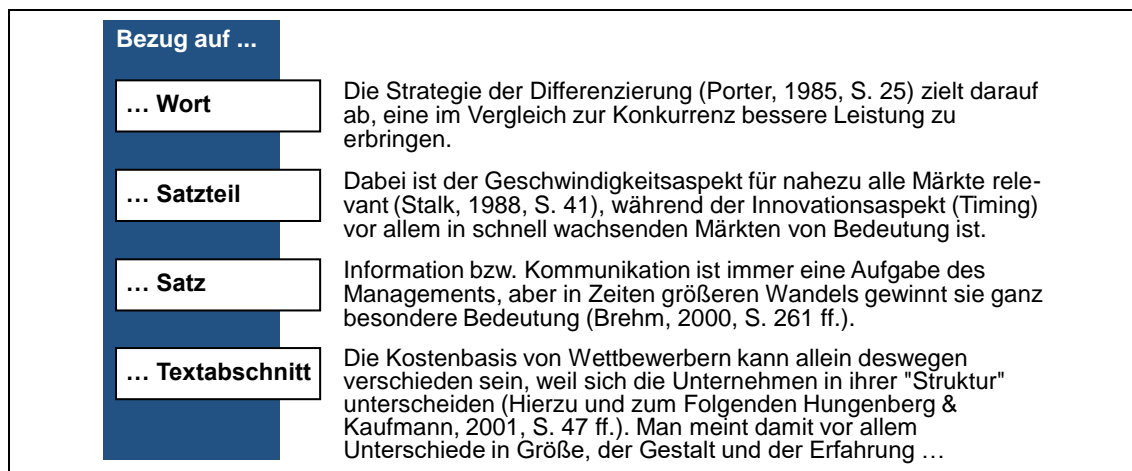 Bezug auf ...
… Wort
Die Strategie der Differenzierung (Porter, 1985, S. 25) zielt darauf
ab, eine im Vergleich zur Konkurrenz bessere Leistung zu
erbringen.
… Satzteil
Dabei ist der Geschwindigkeitsaspekt für nahezu alle Märkte rele-
vant (Stalk, 1988, S. 41), während der Innovationsaspekt (Timing)
vor allem in schnell wachsenden Märkten von Bedeutung ist.
… Satz
Information bzw. Kommunikation ist immer eine Aufgabe des
Managements, aber in Zeiten größeren Wandels gewinnt sie ganz
besondere Bedeutung (Brehm, 2000, S. 261 ff.).
… Textabschnitt
Die Kostenbasis von Wettbewerbern kann allein deswegen
verschieden sein, weil sich die Unternehmen in ihrer "Struktur"
unterscheiden (Hierzu und zum Folgenden Hungenberg &
Kaufmann, 2001, S. 47 ff.). Man meint damit vor allem
Unterschiede in Größe, der Gestalt und der Erfahrung …